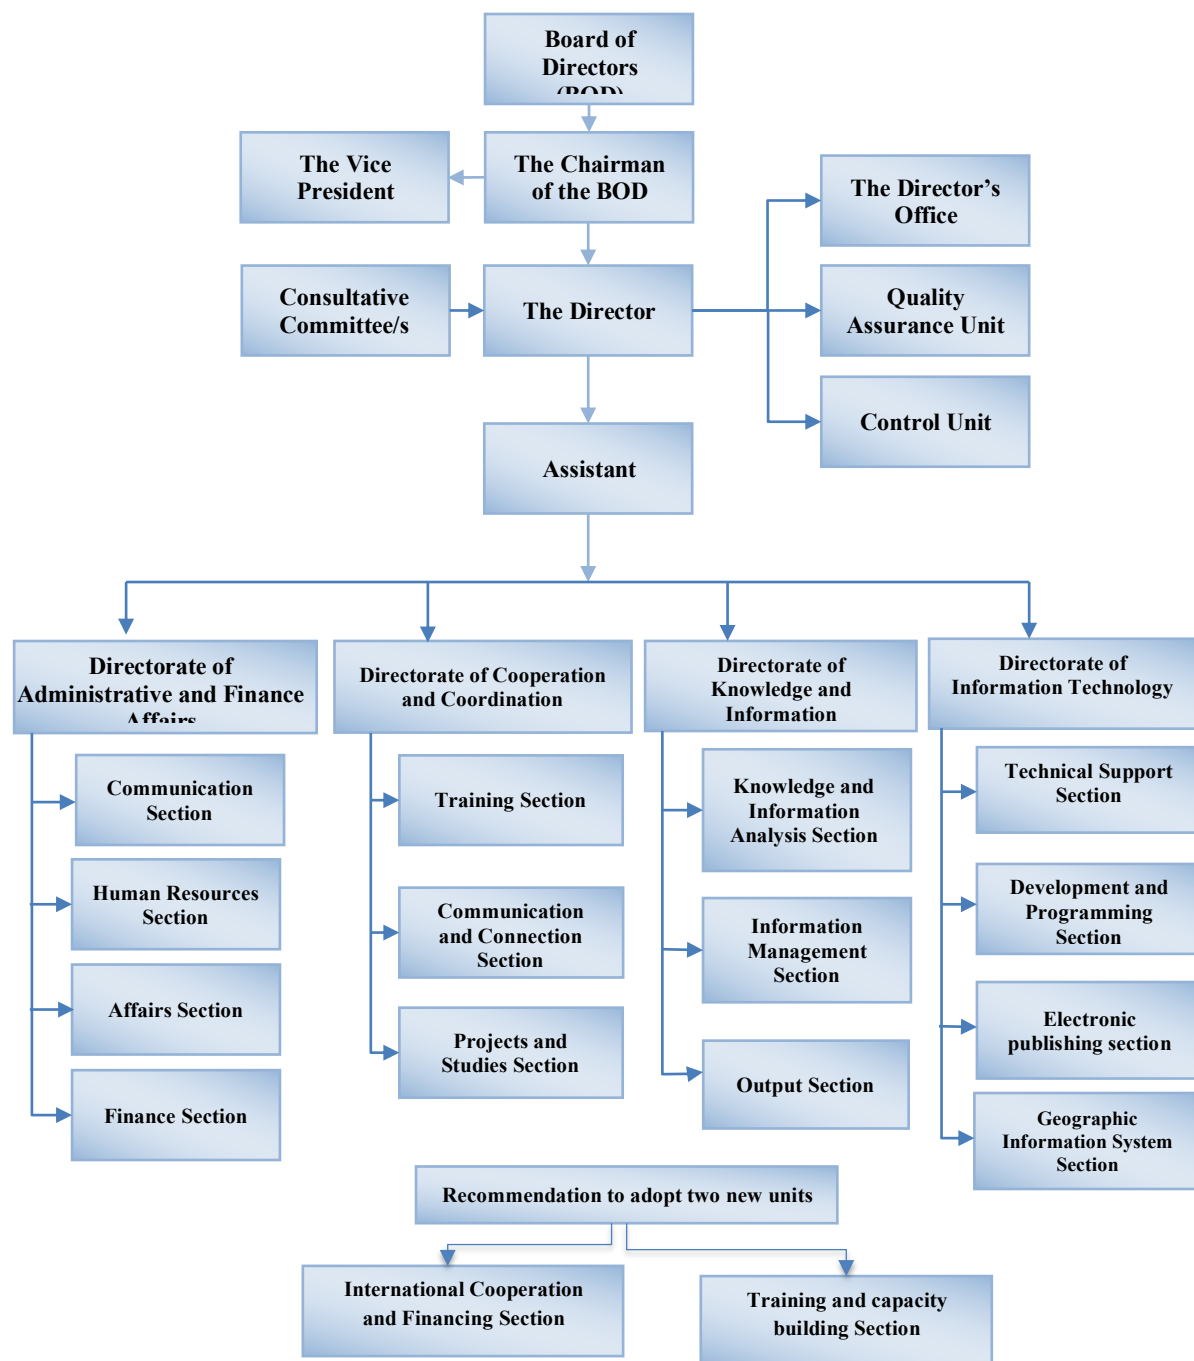 Board of
Directors
(BOD)
The Vice
President
The Chairman
of the BOD
The Director's
Office
Consultative
Committee/s
The Director
Quality
Assurance Unit
Control Unit
Assistant
Directorate of
Administrative and Finance
Affairs
Directorate of Cooperation
and Coordination
Directorate of
Knowledge and
Information
Directorate of
Information Technology
Communication
Section
Human Resources
Section
Affairs Section
Finance Section
Training Section
Communication
and Connection
Section
Projects and
Studies Section
Knowledge and
Information
Analysis Section
Information
Management
Section
Output Section
Technical Support
Section
Development and
Programming
Section
Electronic
publishing section
Geographic
Information System
Section
Recommendation to adopt two new units
International Cooperation
and Financing Section
Training and capacity
building Section